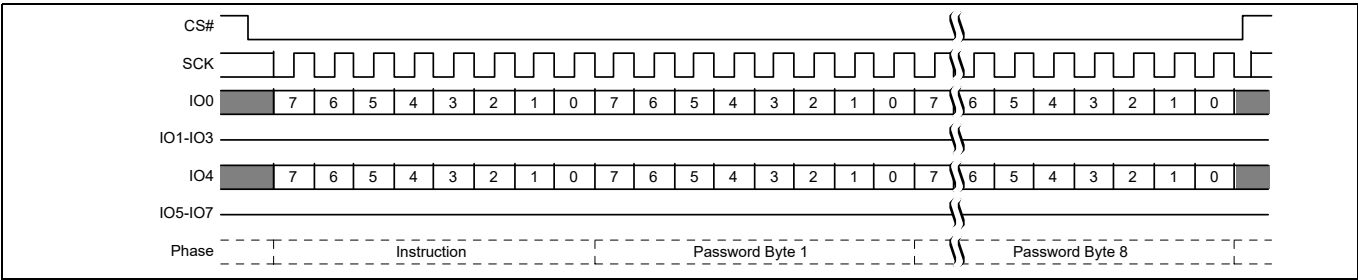 CS#
SCK
IO0 7 6 5 4 3 2 1 0 7 6 5 4 3 2 1 0 7 6 5 4 3 2 1 0
IO1-IO3
IO4 7 6 5 4 3 2 1 0 7 6 5 4 3 2 1 0 7 6 5 4 3 2 1 0
IO5-IO7
Phase Instruction Password Byte 1 Password Byte 8